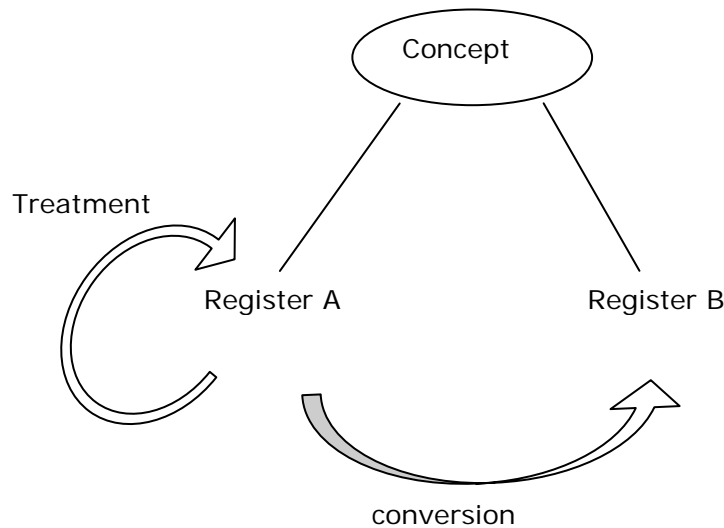 Concept
Treatment
Register A
Register B
conversion